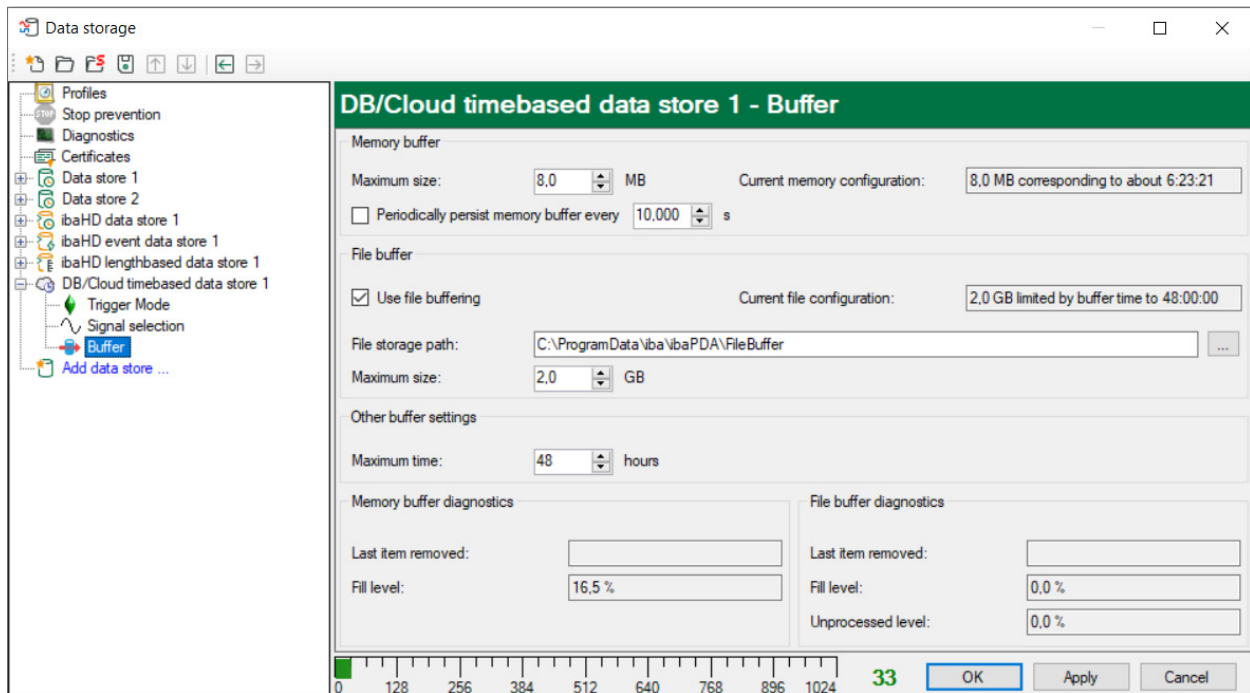 Data storage
Profiles
STOP
Stop prevention
Diagnostics
Certificates
Data store 1
Data store 2
ibaHD data store 1
ibaHD event data store 1
ibaHD lengthbased data store 1
DB/Cloud timebased data store 1
Trigger Mode
Signal selection
Buffer
Add data store ...
DB/Cloud timebased data store 1 - Buffer
Memory buffer
Maximum size: 8,0 MB Current memory configuration: 8,0 MB corresponding to about 6:23:21
Periodically persist memory buffer every 10,000 s
File buffer
Use file buffering Current file configuration: 2,0 GB limited by buffer time to 48:00:00
File storage path: C:\ProgramData\iba\ibaPDA\FileBuffer ...
Maximum size: 2,0 GB
Other buffer settings
Maximum time: 48 hours
Memory buffer diagnostics
Last item removed:
Fill level: 16,5 %
File buffer diagnostics
Last item removed:
Fill level: 0,0 %
Unprocessed level: 0,0 %
0 128 256 384 512 640 768 896 1024
33 OK Apply Cancel